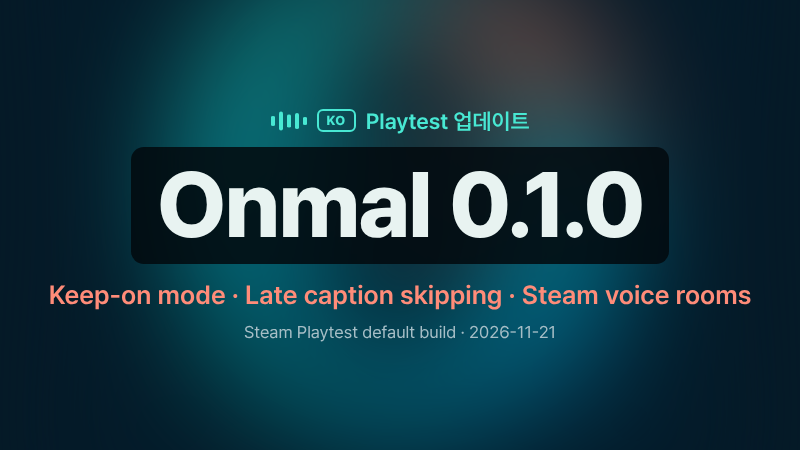 KO Playtest 업데이트
Onmal 0.1.0
Keep-on mode · Late caption skipping · Steam voice rooms
Steam Playtest default build · 2026-11-21